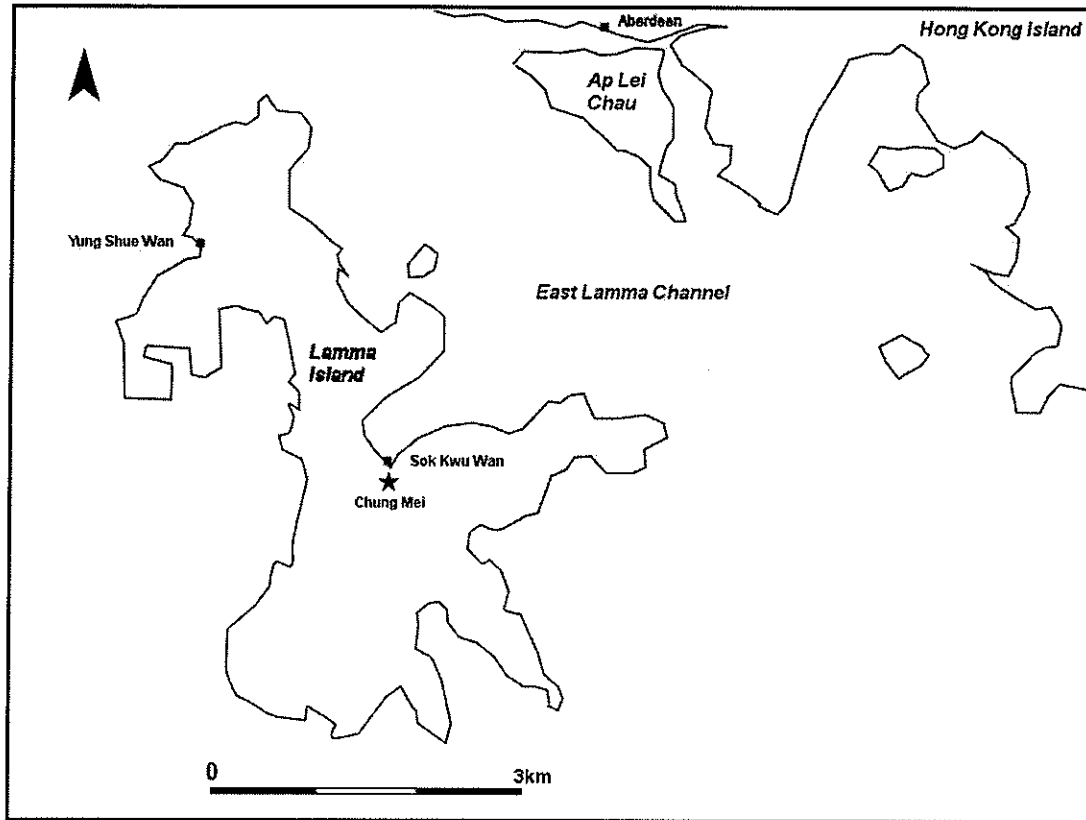 Aberdeen
Hong Kong Island
Ap Lei
Chau
Yung Shue Wan
East Lamma Channel
Lamma
Island
Sok Kwu Wan
Chung Mei
0
3km